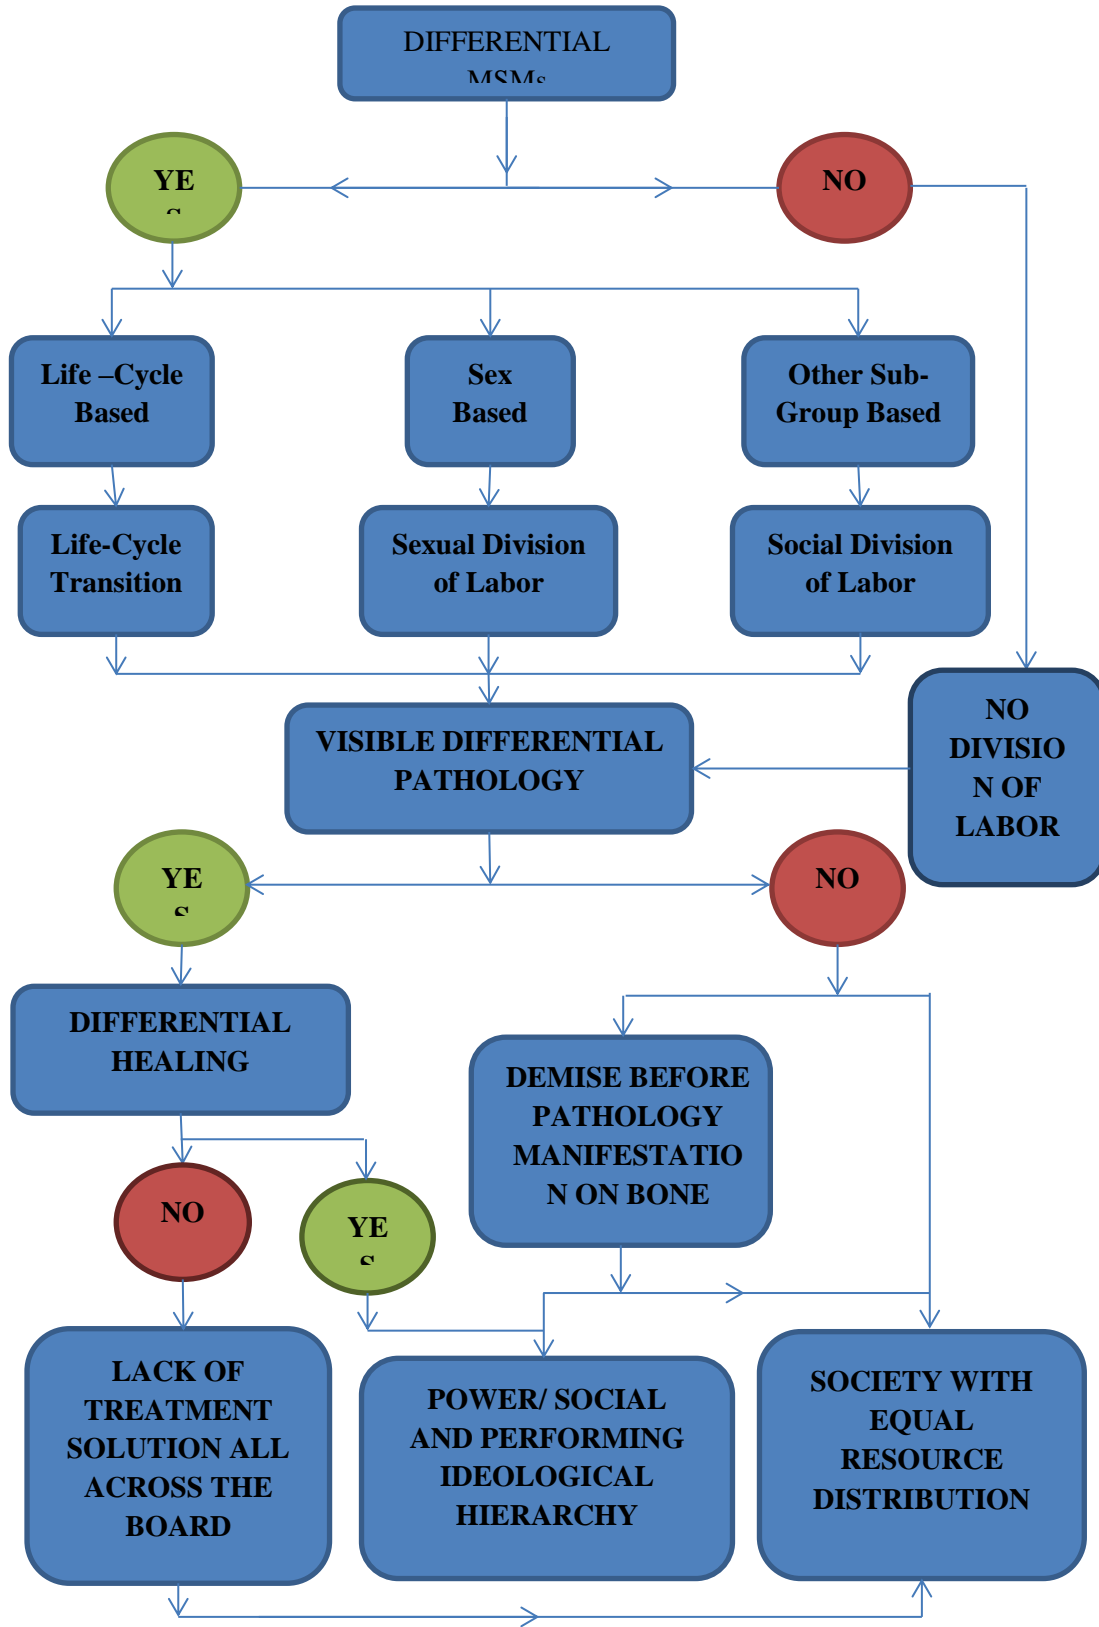 DIFFERENTIAL
MSMs
YE
S
NO
Life –Cycle
Based
Sex
Based
Other Sub-
Group Based
Life-Cycle
Transition
Sexual Division
of Labor
Social Division
of Labor
NO
DIVISIO
N OF
LABOR
VISIBLE DIFFERENTIAL
PATHOLOGY
YE
S
NO
DIFFERENTIAL
HEALING
DEMISE BEFORE
PATHOLOGY
MANIFESTATIO
N ON BONE
NO
YE
S
LACK OF
TREATMENT
SOLUTION ALL
ACROSS THE
BOARD
POWER/ SOCIAL
AND PERFORMING
IDEOLOGICAL
HIERARCHY
SOCIETY WITH
EQUAL
RESOURCE
DISTRIBUTION